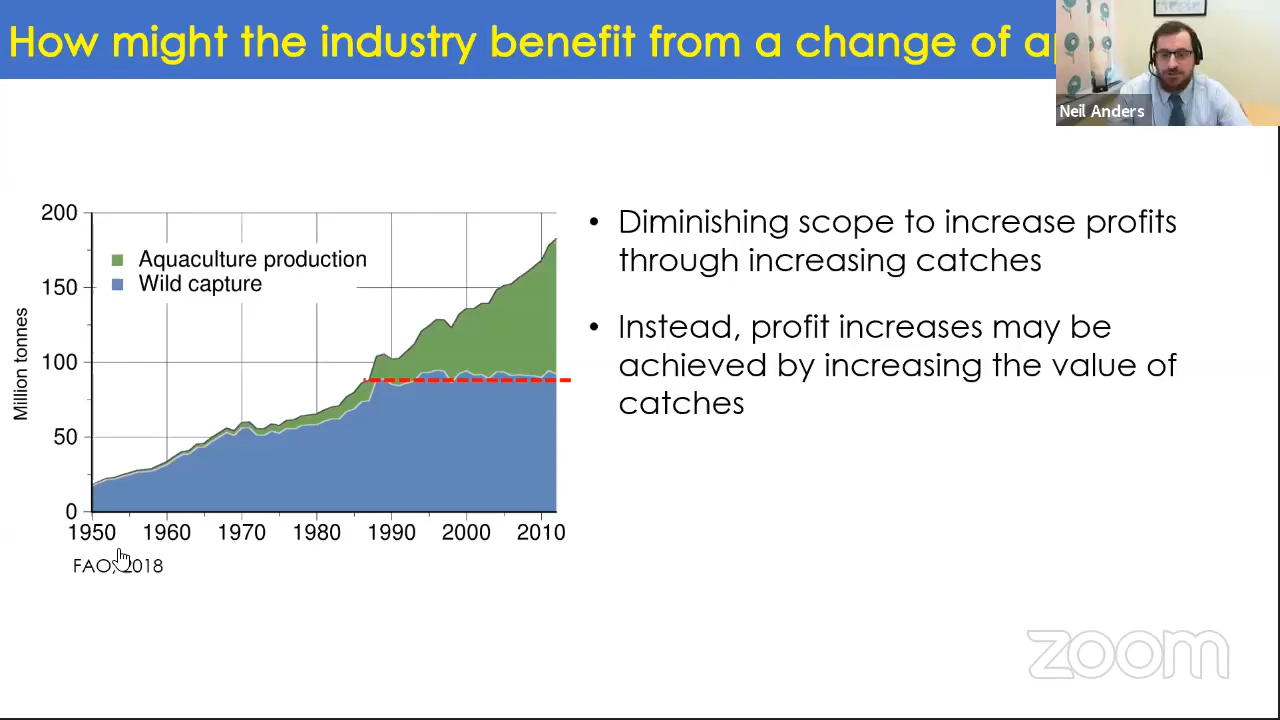 How might the industry benefit from a change of
Neil Anders
200
150
100
50
0
Million tonnes
Aquaculture production
Wild capture
1950 1960 1970 1980 1990 2000 2010
FAO, 2018
• Diminishing scope to increase profits
through increasing catches
• Instead, profit increases may be
achieved by increasing the value of
catches
zoom